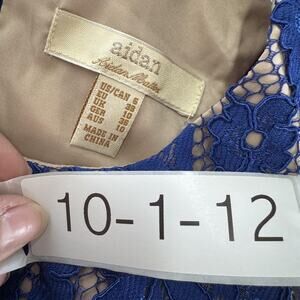 aidan
Aidan Mattox
US/CAN 6
EU 38
UK 10
GER 36
AUS 10
MADE IN
CHINA
10-1-12